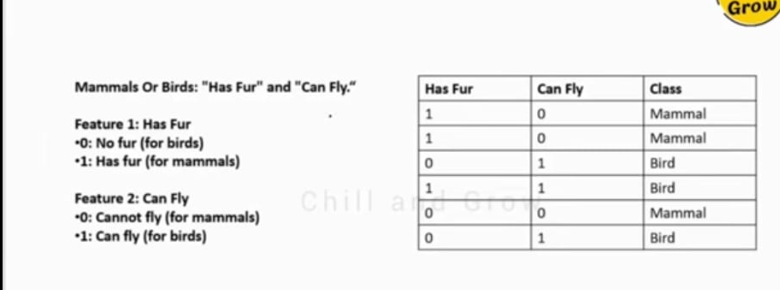 Grow
Mammals Or Birds: "Has Fur" and "Can Fly."
Feature 1: Has Fur
•0: No fur (for birds)
•1: Has fur (for mammals)
Feature 2: Can Fly
•0: Cannot fly (for mammals)
•1: Can fly (for birds)
Has Fur Can Fly Class
1 0 Mammal
1 0 Mammal
0 1 Bird
1 1 Bird
0 0 Mammal
0 1 Bird
Chill and Grow